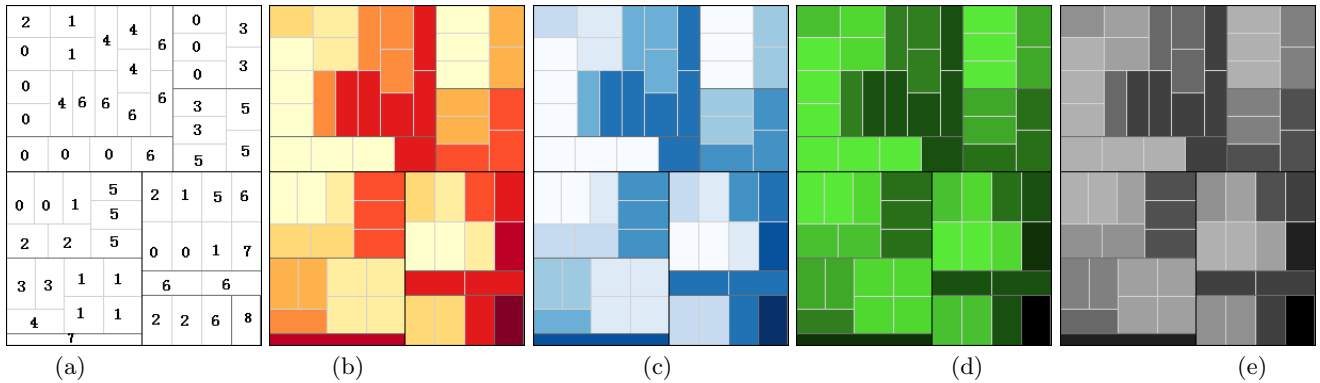 2 1 4 4 6 0 3
0 1 0
4 0 3
0 4 6 6 6 6 3 5
0 3
0 0 0 6 5 5
0 0 1 5 2 1 5 6
5
2 2 5 0 0 1 7
3 3 1 1 6 6
4 1 1 2 2 6 8
7
(a) (b) (c) (d) (e)